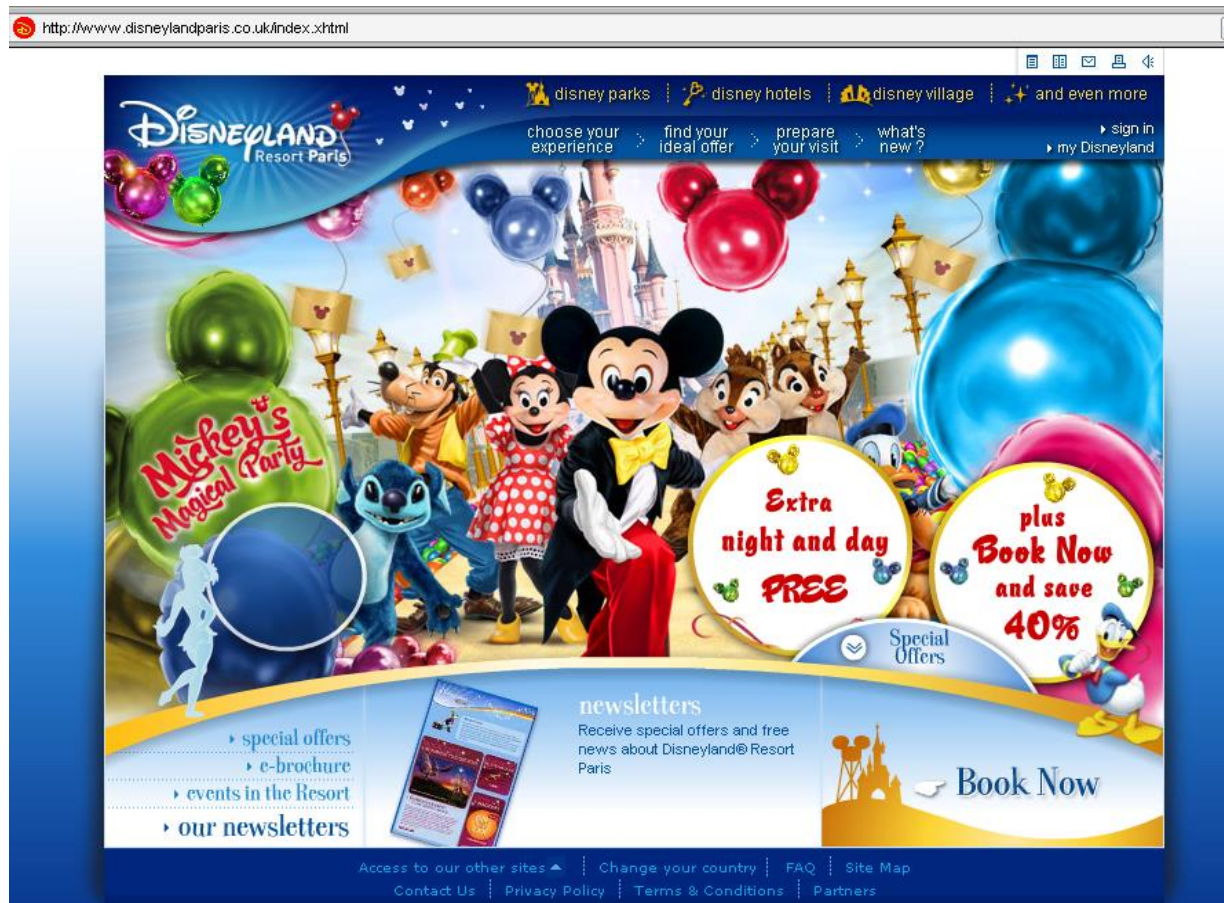 http://www.disneylandparis.co.uk/index.xhtml
DISNEYLAND
Resort Paris
disney parks
disney hotels
disney village
and even more
choose your
experience
find your
ideal offer
prepare
your visit
what's
new ?
sign in
my Disneyland
Mickey's
Magical Party
Extra
night and day
FREE
plus
Book Now
and save
40%
Special
Offers
special offers
e-brochure
events in the Resort
our newsletters
newsletters
Receive special offers and free
news about Disneyland® Resort
Paris
Book Now
Access to our other sites
Change your country
FAQ
Site Map
Contact Us
Privacy Policy
Terms & Conditions
Partners